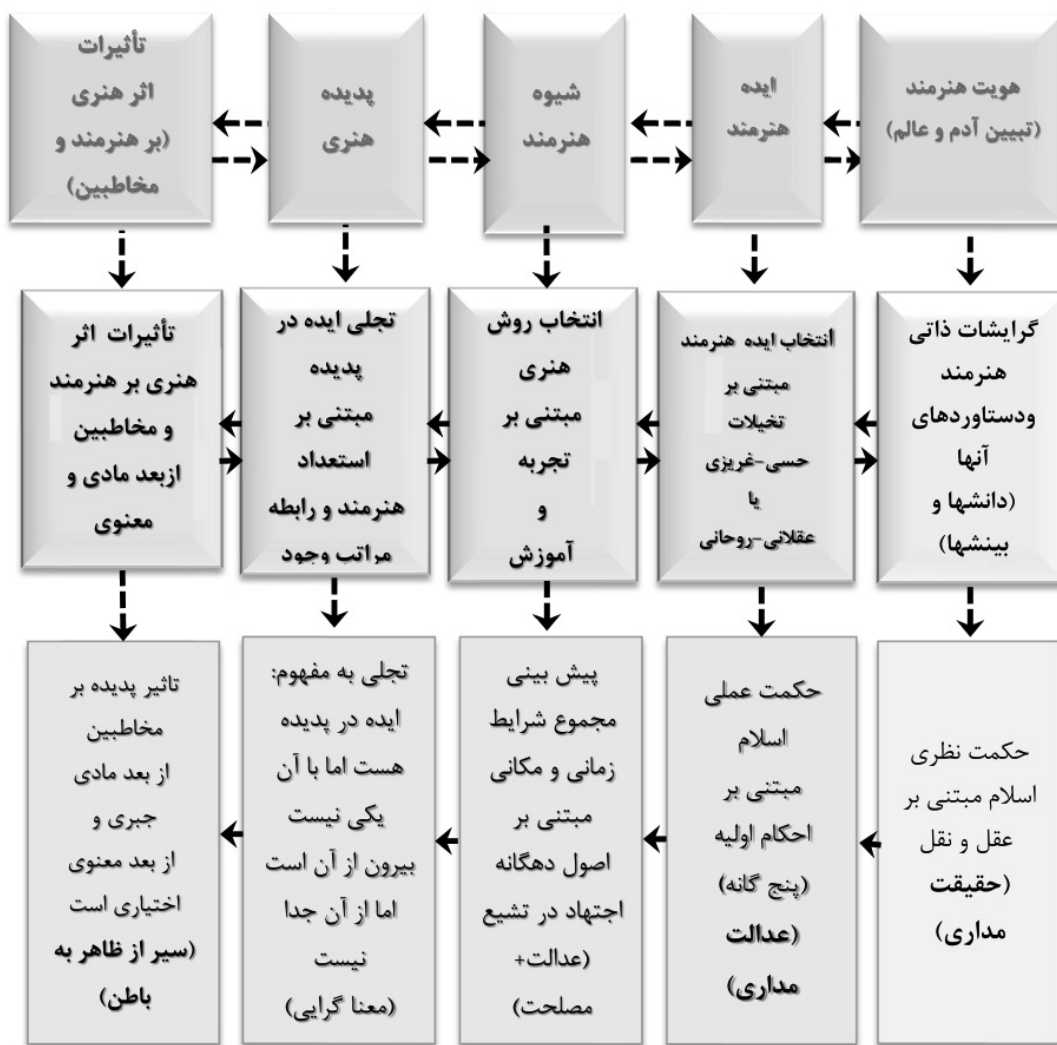 هویت هنرمند
(تبیین آدم و عالم)
ایده
هنرمند
شیوه
هنرمند
پدیده
هنری
تأثیرات
اثر هنری
(بر هنرمند و
مخاطبین)
گرایشات ذاتی
هنرمند
ودستاوردهای
آنها
(دانشها و
بینشها)
انتخاب ایده هنرمند
مبتنی بر
تخیلات
حسی-غریزی
یا
عقلانی-روحانی
انتخاب روش
هنری
مبتنی بر
تجربه
و
آموزش
تجلی ایده در
پدیده
مبتنی بر
استعداد
هنرمند و رابطه
مراتب وجود
تأثیرات اثر
هنری بر هنرمند
و مخاطبین
ازبعد مادی و
معنوی
حکمت نظری
اسلام مبتنی بر
عقل و نقل
(حقیقت
مداری)
حکمت عملی
اسلام
مبتنی بر
احکام اولیه
(پنج گانه)
(عدالت
مداری)
پیش بینی
مجموع شرایط
زمانی و مکانی
مبتنی بر
اصول دهگانه
اجتهاد در تشیع
(عدالت+
مصلحت)
تجلی به مفهوم:
ایده در پدیده
هست اما با آن
یکی نیست
بیرون از آن است
اما از آن جدا
نیست
(معنا گرایی)
تاثیر پدیده بر
مخاطبین
از بعد مادی
جبری و
از بعد معنوی
اختیاری است
(سیر از ظاهر به
باطن)